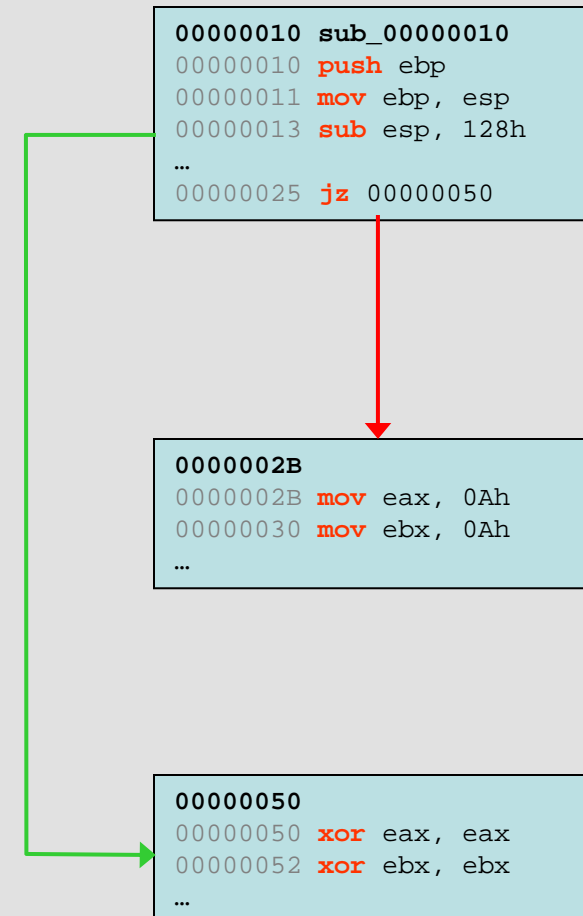 00000010 sub_00000010
00000010 push ebp
00000011 mov ebp, esp
00000013 sub esp, 128h
…
00000025 jz 00000050
0000002B
0000002B mov eax, 0Ah
00000030 mov ebx, 0Ah
…
00000050
00000050 xor eax, eax
00000052 xor ebx, ebx
…